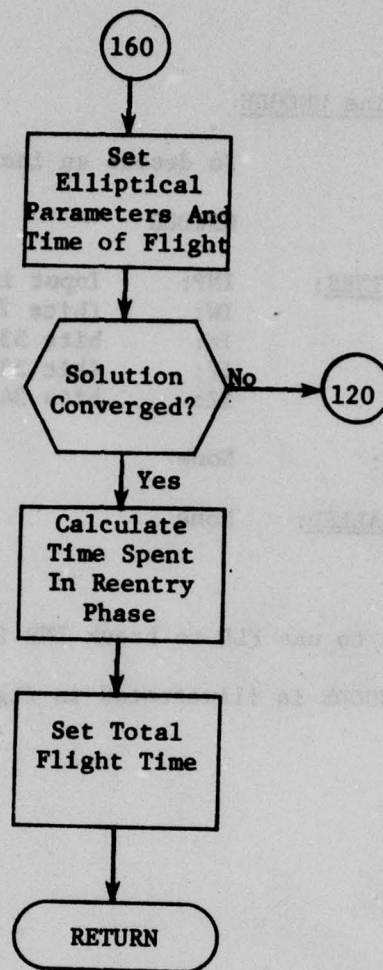 160
Set
Elliptical
Parameters And
Time of Flight
Solution
Converged?
No
120
Yes
Calculate
Time Spent
In Reentry
Phase
Set Total
Flight Time
RETURN